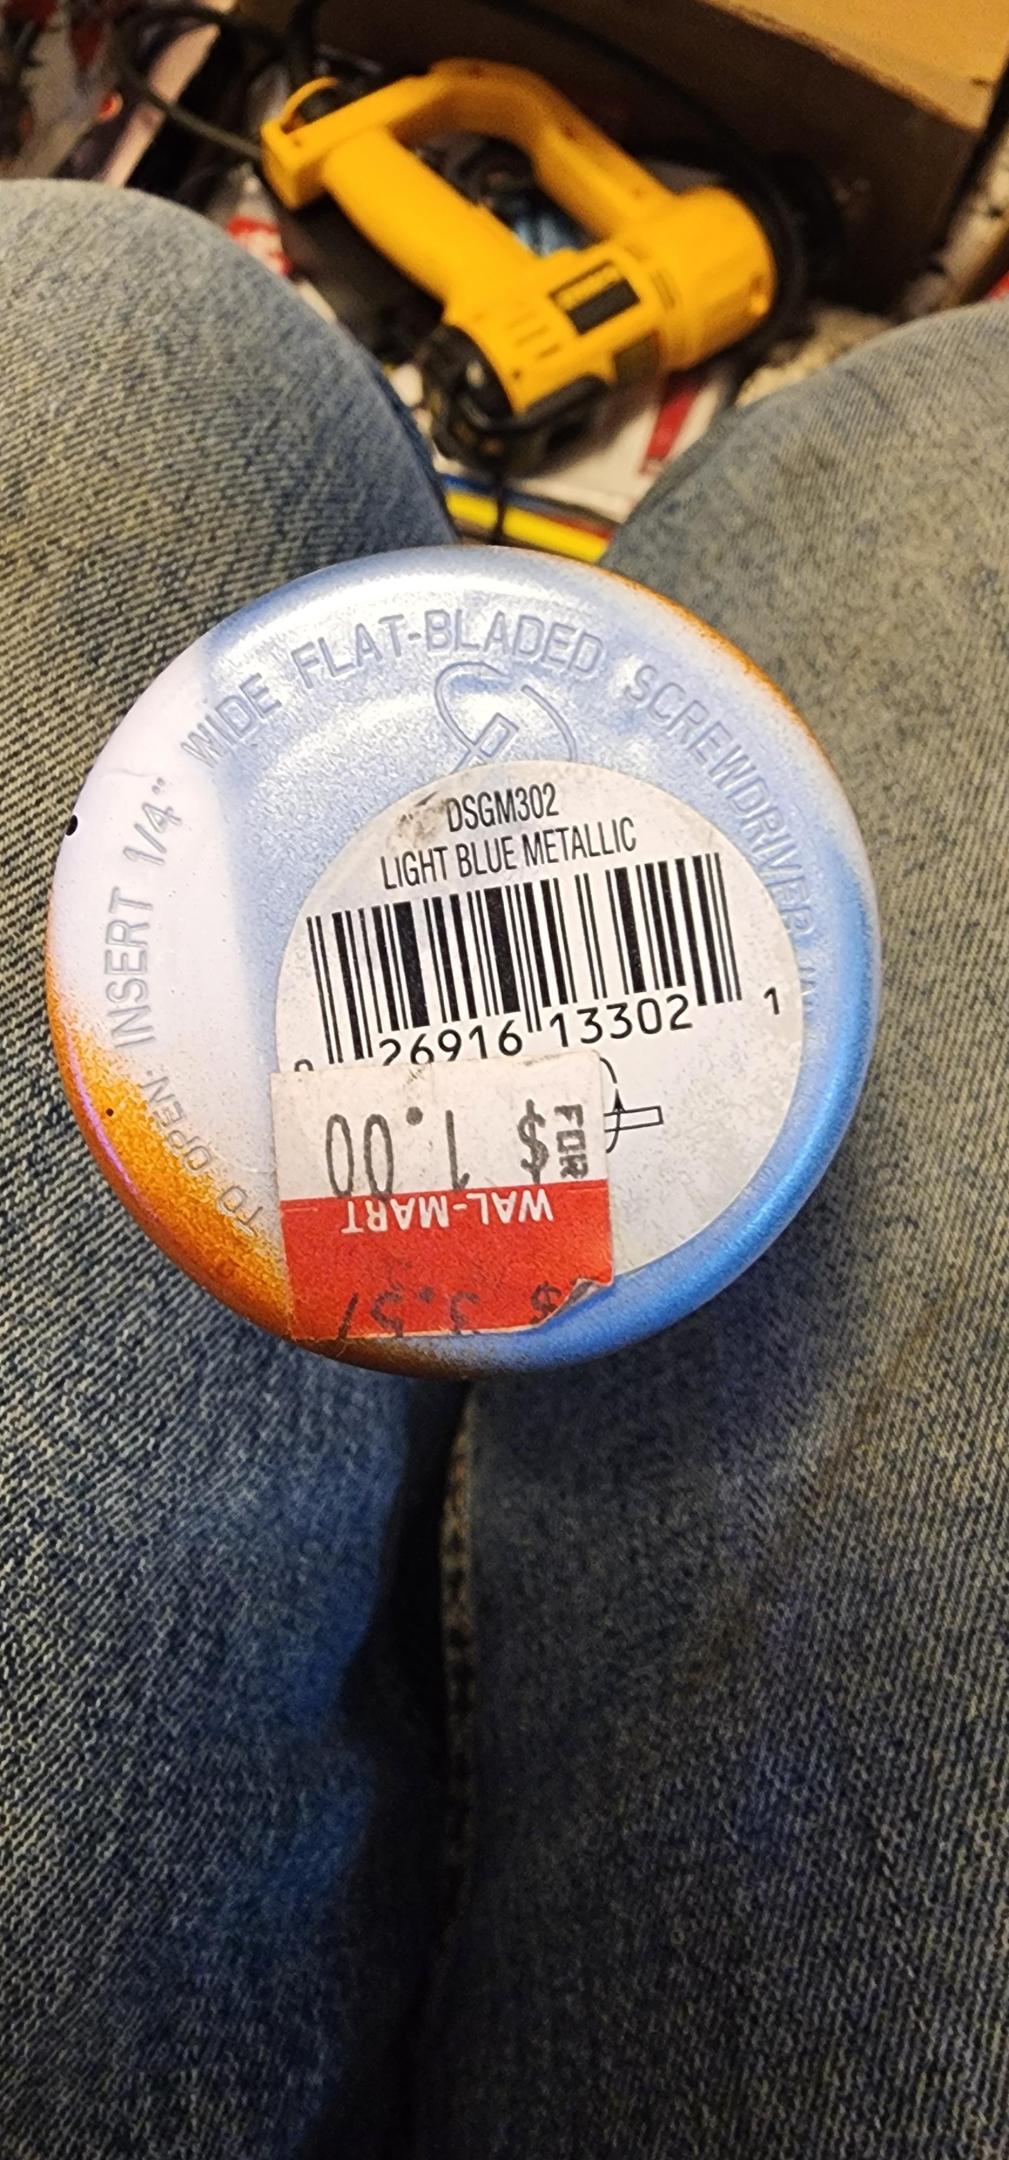 TO OPEN: INSERT 1/4" WIDE FLAT-BLADED SCREWDRIVER
DSGM302
LIGHT BLUE METALLIC
26916 13302 1
FOR
$ 1.00
WAL-MART